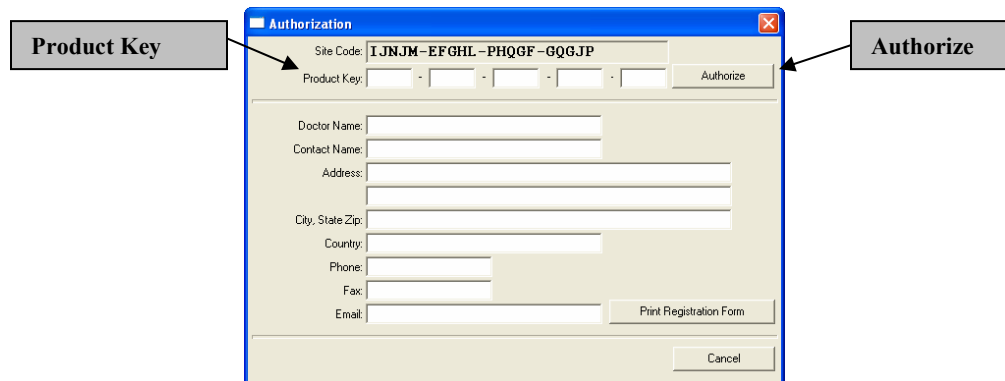 Authorization
Product Key
Authorize
Site Code: IJNJM-EFGHL-PHQGF-GQGJP
Product Key: - - - - Authorize
Doctor Name:
Contact Name:
Address:
City, State Zip:
Country:
Phone:
Fax:
Email: Print Registration Form
Cancel